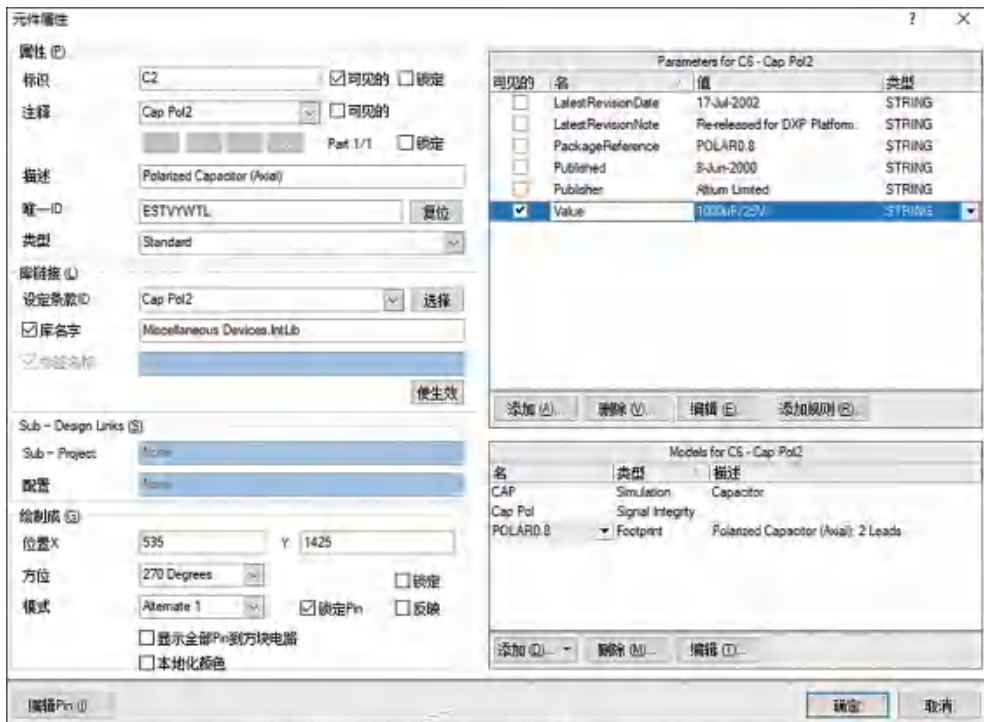 元件属性
属性 (P)
标识 C2 可见的 锁定
注释 Cap Pol2 可见的
Part 1/1 锁定
描述 Polarized Capacitor (Axial)
唯一ID ESTVYWTL 复位
类型 Standard
库链接 (L)
设定条款ID Cap Pol2 选择
库名字 Miscellaneous Devices.IntLib
使生效
Sub - Design Links (S)
Sub - Project None
配置 None
绘制成 (G)
位置X 535 Y 1425
方位 270 Degrees 锁定
模式 Alternate 1 锁定Pin 反映
显示全部Pin到方块电路
本地化颜色
编辑Pin (I)
Parameters for C6 - Cap Pol2
可见的 名 值 类型
LatestRevisionDate 17-Jul-2002 STRING
LatestRevisionNote Re-released for DXP Platform. STRING
PackageReference POLAR0.8 STRING
Published 8-Jun-2000 STRING
Publisher Altium Limited STRING
Value 1000uF/25V STRING
添加 (A)... 删除 (V)... 编辑 (E)... 添加规则 (R)...
Models for C6 - Cap Pol2
名 类型 描述
CAP Simulation Capacitor
Cap Pol Signal Integrity
POLAR0.8 Footprint Polarized Capacitor (Axial); 2 Leads
添加 (D)... 删除 (M)... 编辑 (T)...
确定 取消